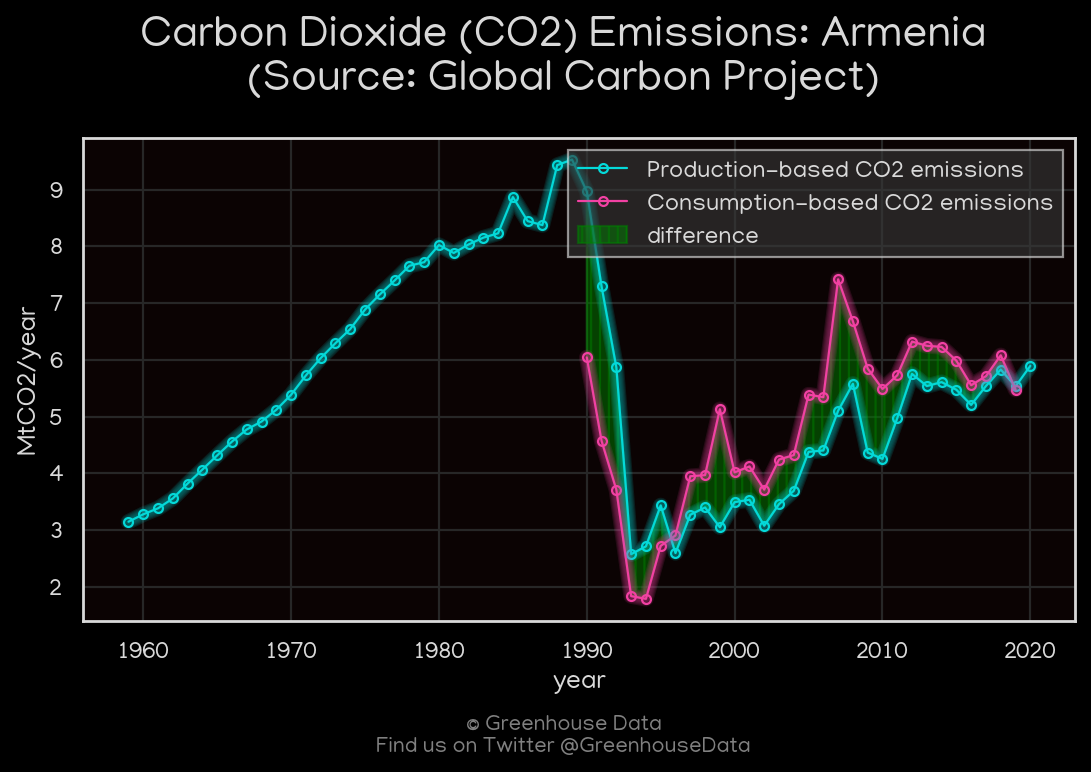 Carbon Dioxide (CO2) Emissions: Armenia
(Source: Global Carbon Project)
Production-based CO2 emissions
Consumption-based CO2 emissions
difference
9
8
7
6
5
4
3
2
MtCO2/year
1960 1970 1980 1990 2000 2010 2020
year
© Greenhouse Data
Find us on Twitter @GreenhouseData